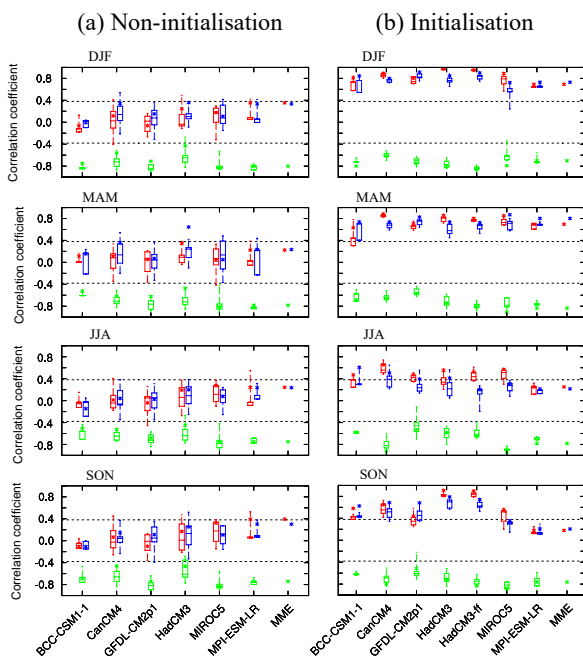 (a) Non-initialisation (b) Initialisation
DJF DJF
Correlation coefficient
0.8
0.4
0.0
-0.4
-0.8
MAM MAM
Correlation coefficient
0.8
0.4
0.0
-0.4
-0.8
JJA JJA
Correlation coefficient
0.8
0.4
0.0
-0.4
-0.8
SON SON
Correlation coefficient
0.8
0.4
0.0
-0.4
-0.8
BCC-CSM1-1 CanCM4 GFDL-CM2p1 HadCM3 MIROC5 MPI-ESM-LR MME
BCC-CSM1-1 CanCM4 GFDL-CM2p1 HadCM3 HadCM3-ff MIROC5 MPI-ESM-LR MME